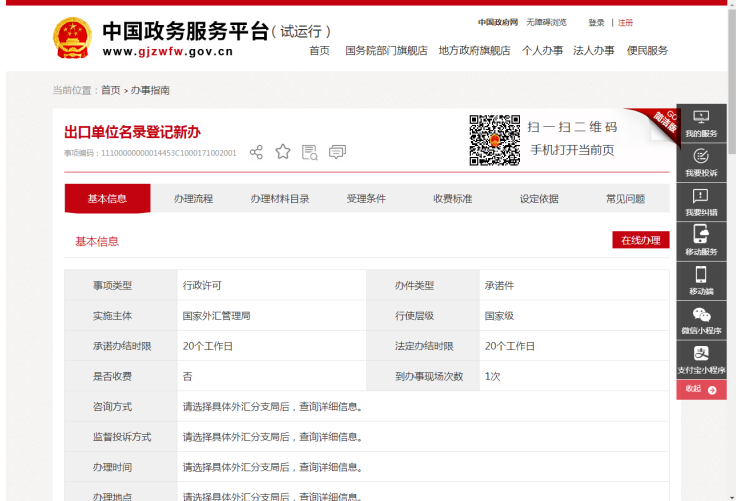 中国政府网 无障碍浏览 登录 | 注册
中国政务服务平台(试运行)
www.gjzwfw.gov.cn
首页 国务院部门旗舰店 地方政府旗舰店 个人办事 法人办事 便民服务
当前位置：首页 > 办事指南
GO
简洁版
出口单位名录登记新办
扫一扫二维码
手机打开当前页
事项编码：11100000000014453C1000171002001
基本信息 办理流程 办理材料目录 受理条件 收费标准 设定依据 常见问题
基本信息 在线办理
事项类型 行政许可 办件类型 承诺件
实施主体 国家外汇管理局 行使层级 国家级
承诺办结时限 20个工作日 法定办结时限 20个工作日
是否收费 否 到办事现场次数 1次
咨询方式 请选择具体外汇分支局后，查询详细信息。
监督投诉方式 请选择具体外汇分支局后，查询详细信息。
办理时间 请选择具体外汇分支局后，查询详细信息。
办理地点 请选择具体外汇分支局后，查询详细信息。
我的服务
我要投诉
我要纠错
移动服务
移动端
微信小程序
支付宝小程序
收起